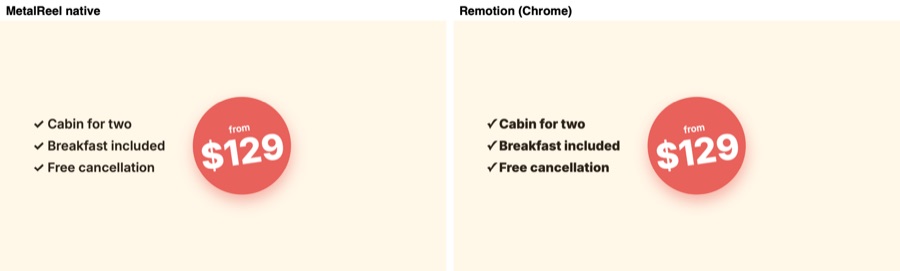 MetalReel native
✓ Cabin for two
✓ Breakfast included
✓ Free cancellation
from
$129
Remotion (Chrome)
✓ Cabin for two
✓ Breakfast included
✓ Free cancellation
from
$129